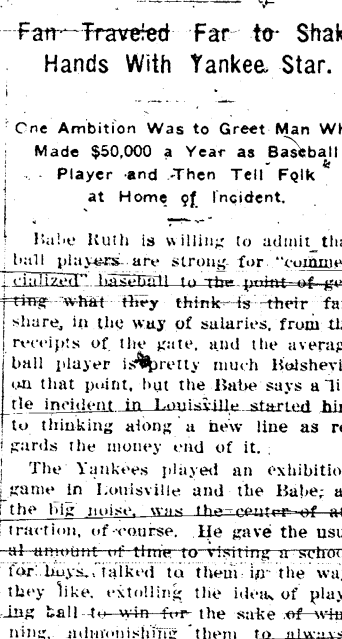 Fan Traveled Far to Shak
Hands With Yankee Star.
One Ambition Was to Greet Man Wh
Made $50,000 a Year as Baseball
Player and Then Tell Folk
at Home of Incident.
Babe Ruth is willing to admit tha
ball players are strong for "comme
cialized" baseball to the point of ge
ting what they think is their fa
share, in the way of salaries, from th
receipts of the gate, and the averag
ball player is pretty much Bolshevi
on that point, but the Babe says a li
tle incident in Louisville started him
to thinking along a new line as re
gards the money end of it.
The Yankees played an exhibitio
game in Louisville and the Babe, a
the big noise, was the center of at
traction, of course. He gave the usu
al amount of time to visiting a schoo
for boys, talked to them in the wa
they like, extolling the idea of play
ing ball to win for the sake of win
ning, admonishing them to always